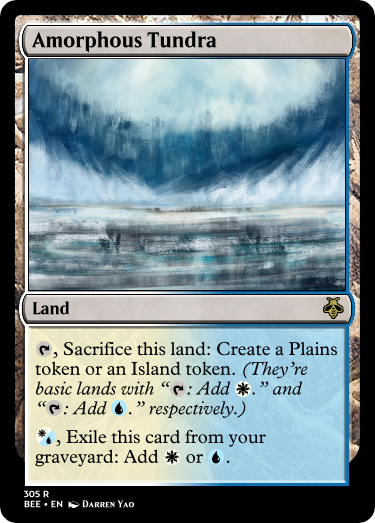 Amorphous Tundra
Land
, Sacrifice this land: Create a Plains
token or an Island token. (They're
basic lands with “ : Add .” and
“ : Add .” respectively.)
, Exile this card from your
graveyard: Add or .
305 R
BEE • EN Darren Yao